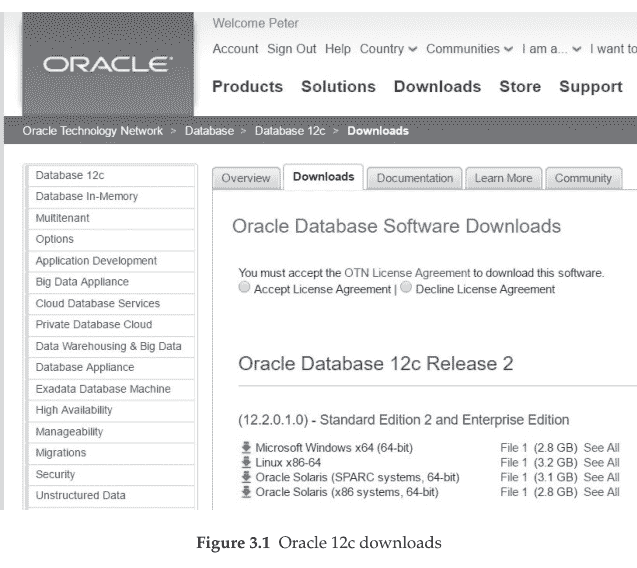 Welcome Peter
Account Sign Out Help Country Communities I am a... I want to
ORACLE
Products Solutions Downloads Store Support
Oracle Technology Network > Database > Database 12c > Downloads
Database 12c
Database In-Memory
Multitenant
Options
Application Development
Big Data Appliance
Cloud Database Services
Private Database Cloud
Data Warehousing & Big Data
Database Appliance
Exadata Database Machine
High Availability
Manageability
Migrations
Security
Unstructured Data
Overview Downloads Documentation Learn More Community
Oracle Database Software Downloads
You must accept the OTN License Agreement to download this software.
Accept License Agreement | Decline License Agreement
Oracle Database 12c Release 2
(12.2.0.1.0) - Standard Edition 2 and Enterprise Edition
Microsoft Windows x64 (64-bit) File 1 (2.8 GB) See All
Linux x86-64 File 1 (3.2 GB) See All
Oracle Solaris (SPARC systems, 64-bit) File 1 (3.1 GB) See All
Oracle Solaris (x86 systems, 64-bit) File 1 (2.8 GB) See All
Figure 3.1 Oracle 12c downloads